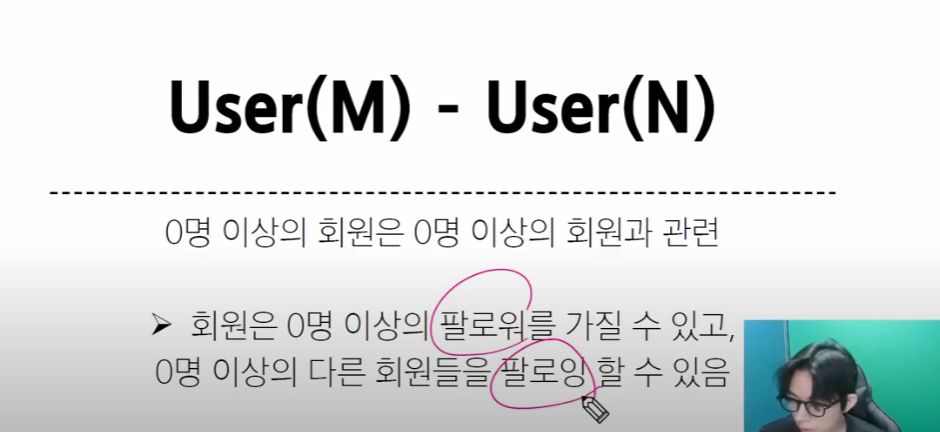 User(M) - User(N)
0명 이상의 회원은 0명 이상의 회원과 관련
➤ 회원은 0명 이상의 팔로워를 가질 수 있고,
0명 이상의 다른 회원들을 팔로잉 할 수 있음